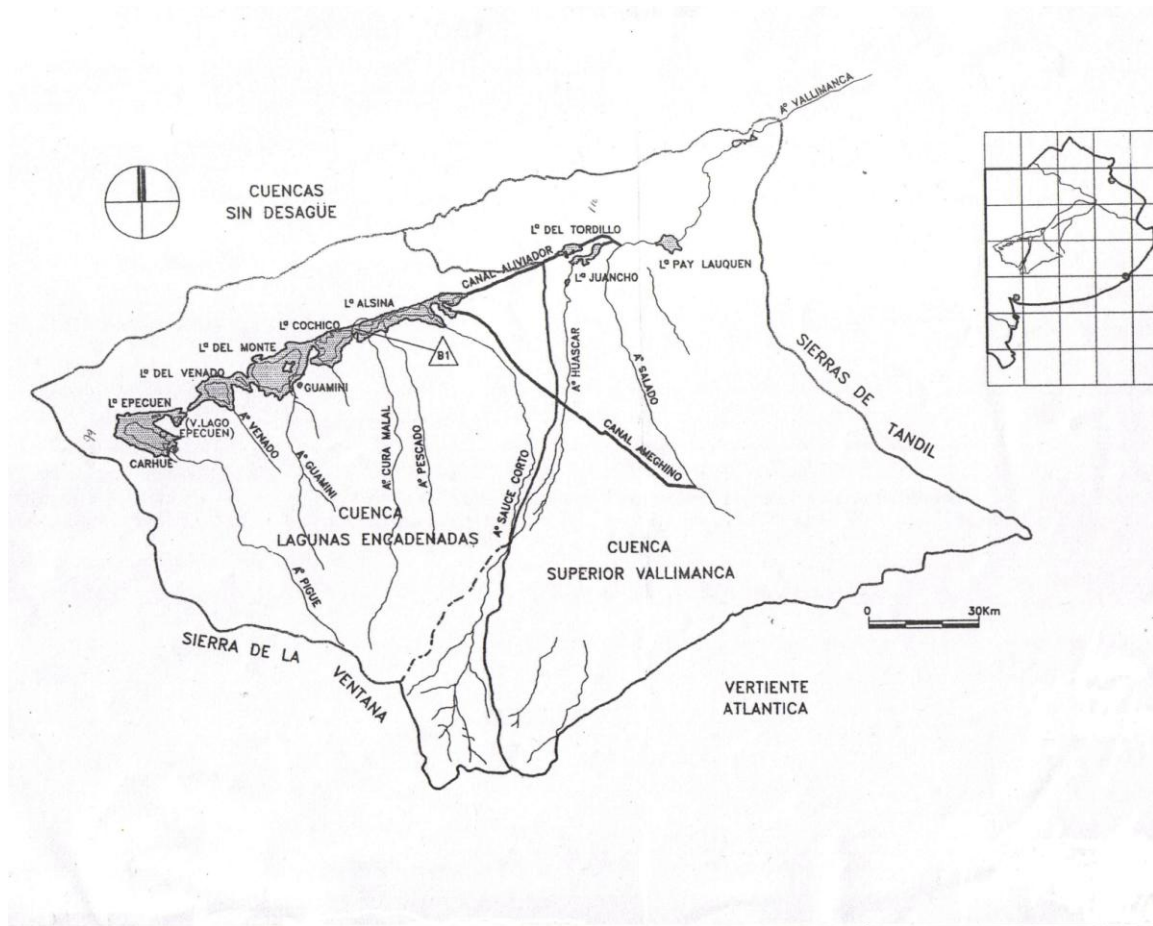 Aº VALLIMANCA
CUENCAS
SIN DESAGÜE
Lº DEL TORDILLO
CANAL ALIVIADOR
Lº PAY LAUQUEN
Lº JUANCHO
Lº ALSINA
Lº COCHICO
Lº DEL MONTE
B1
Lº DEL VENADO
GUAMINI
Lº EPECUEN
(V.LAGO
EPECUEN)
CARHUE
Aº VENADO
Aº GUAMINI
Aº CURA MALAL
Aº PESCADO
Aº SAUCE CORTO
Aº HUASCAR
Aº SALADO
CANAL AMEGHINO
SIERRAS DE
TANDIL
CUENCA
LAGUNAS ENCADENADAS
CUENCA
SUPERIOR VALLIMANCA
Aº PIGUE
0 30Km
SIERRA DE LA
VENTANA
VERTIENTE
ATLANTICA